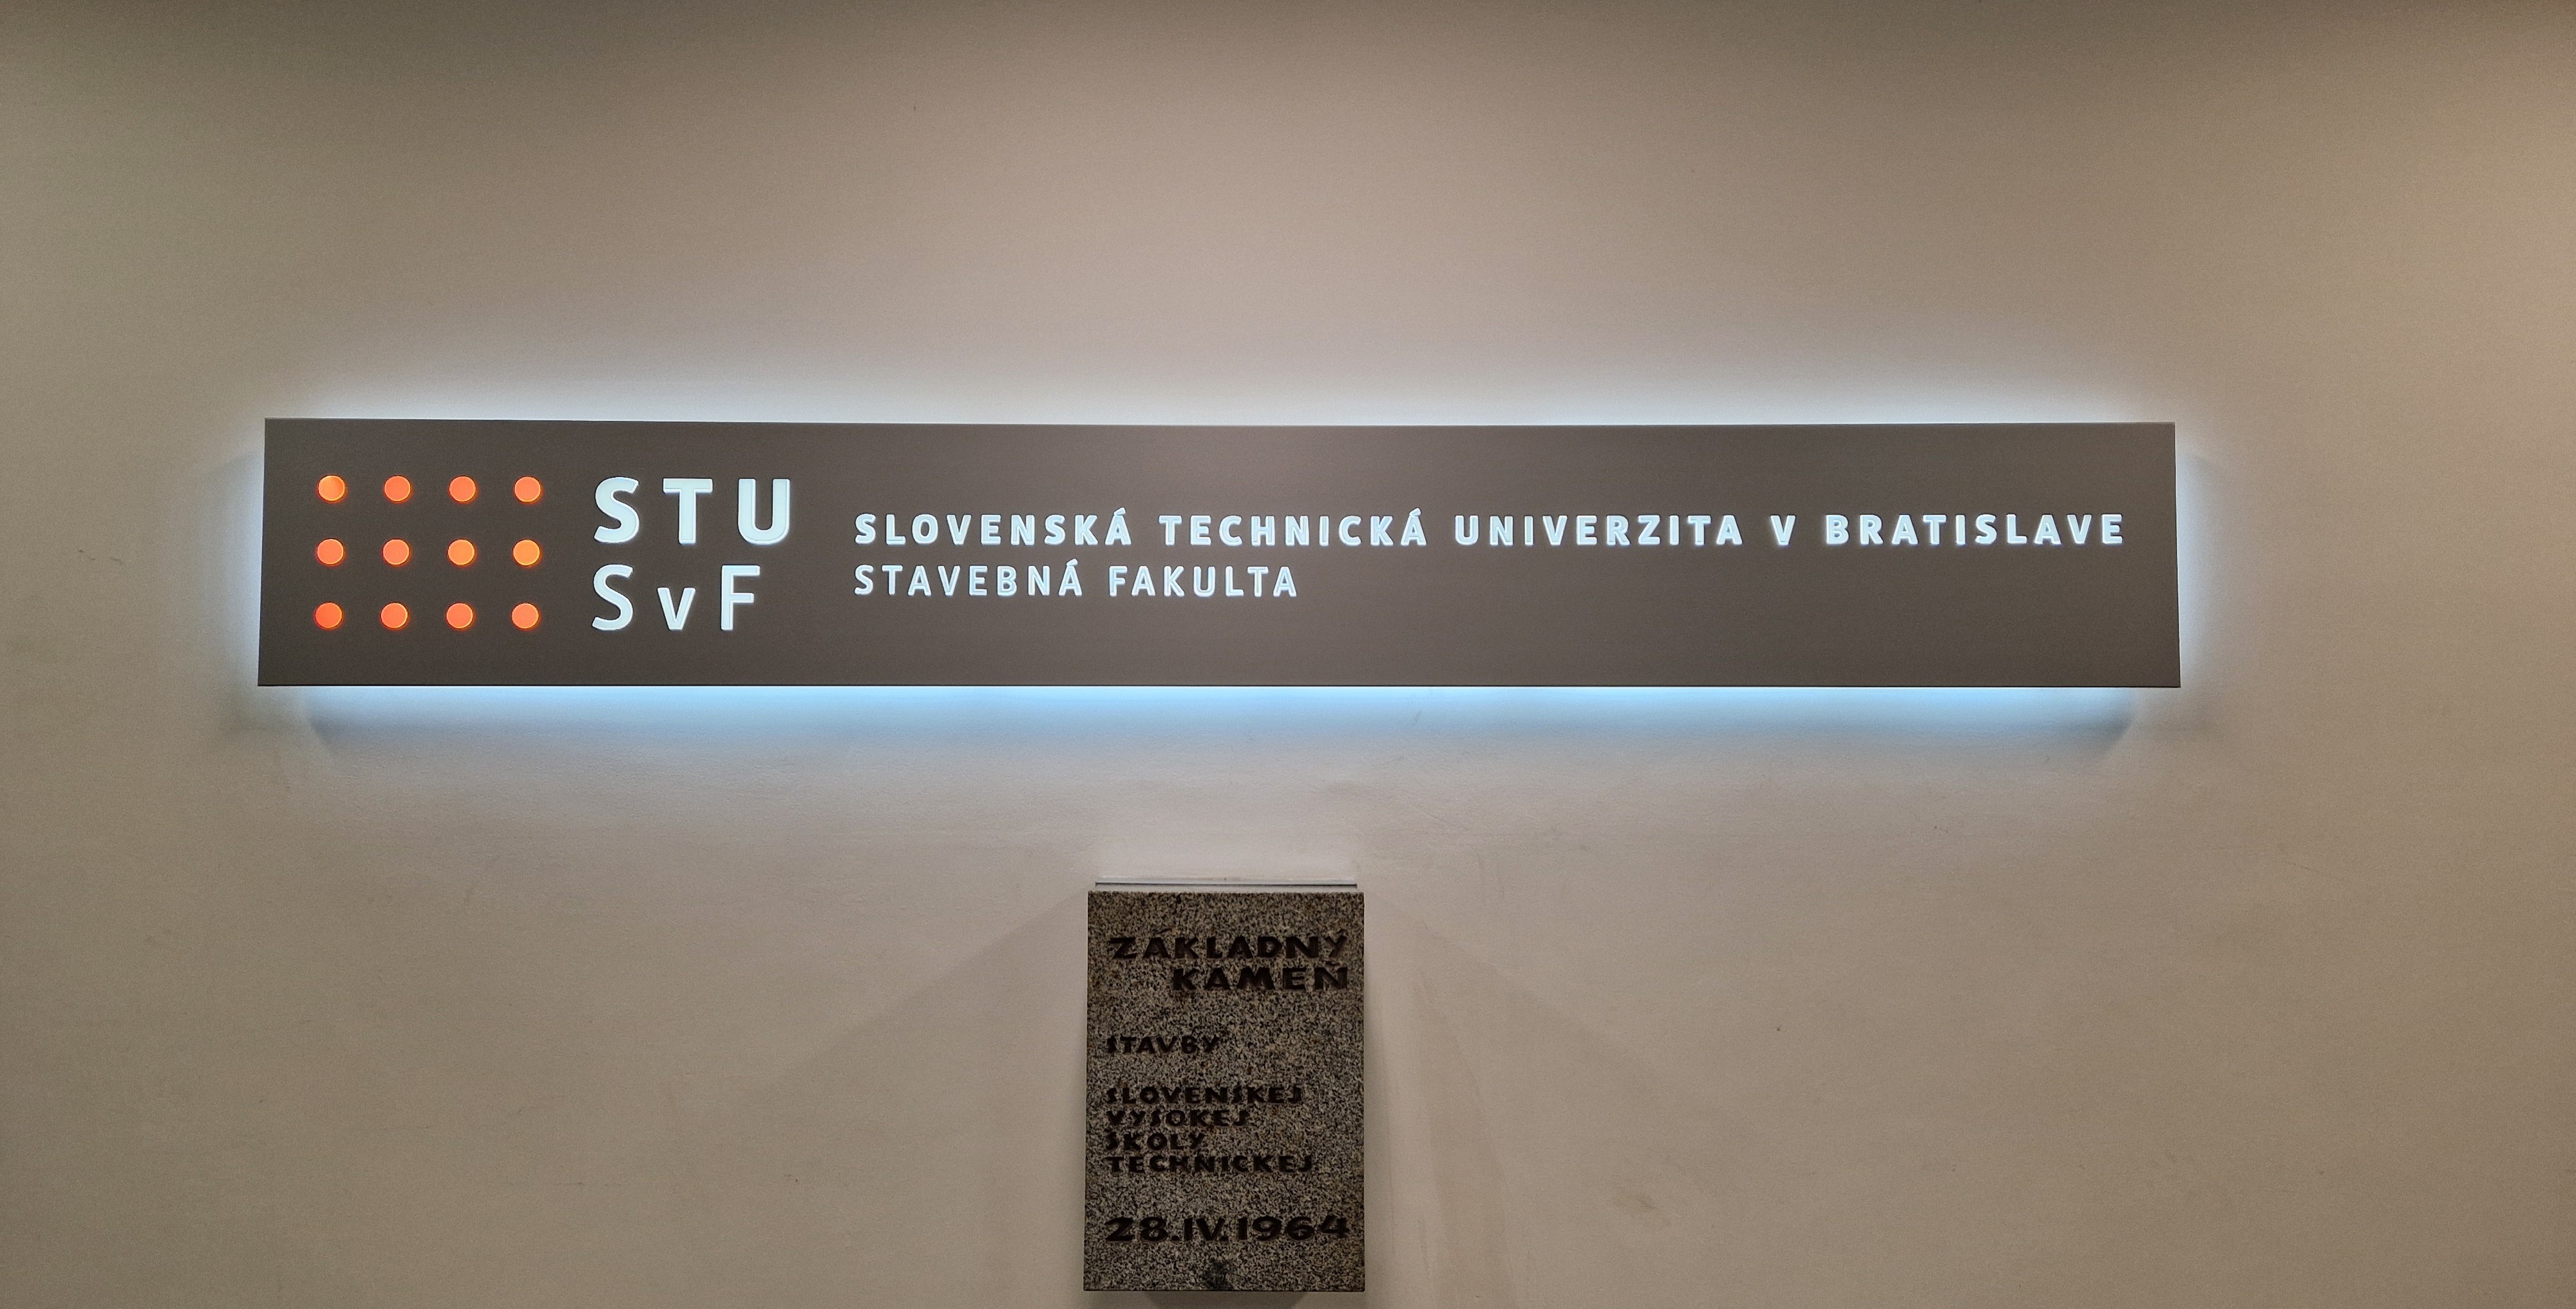 STU
SvF
SLOVENSKÁ TECHNICKÁ UNIVERZITA V BRATISLAVE
STAVEBNÁ FAKULTA
ZÁKLADNÝ
KAMEŇ
STAVBY
SLOVENSKEJ
VYSOKEJ
ŠKOLY
TECHNICKEJ
28.IV.1964